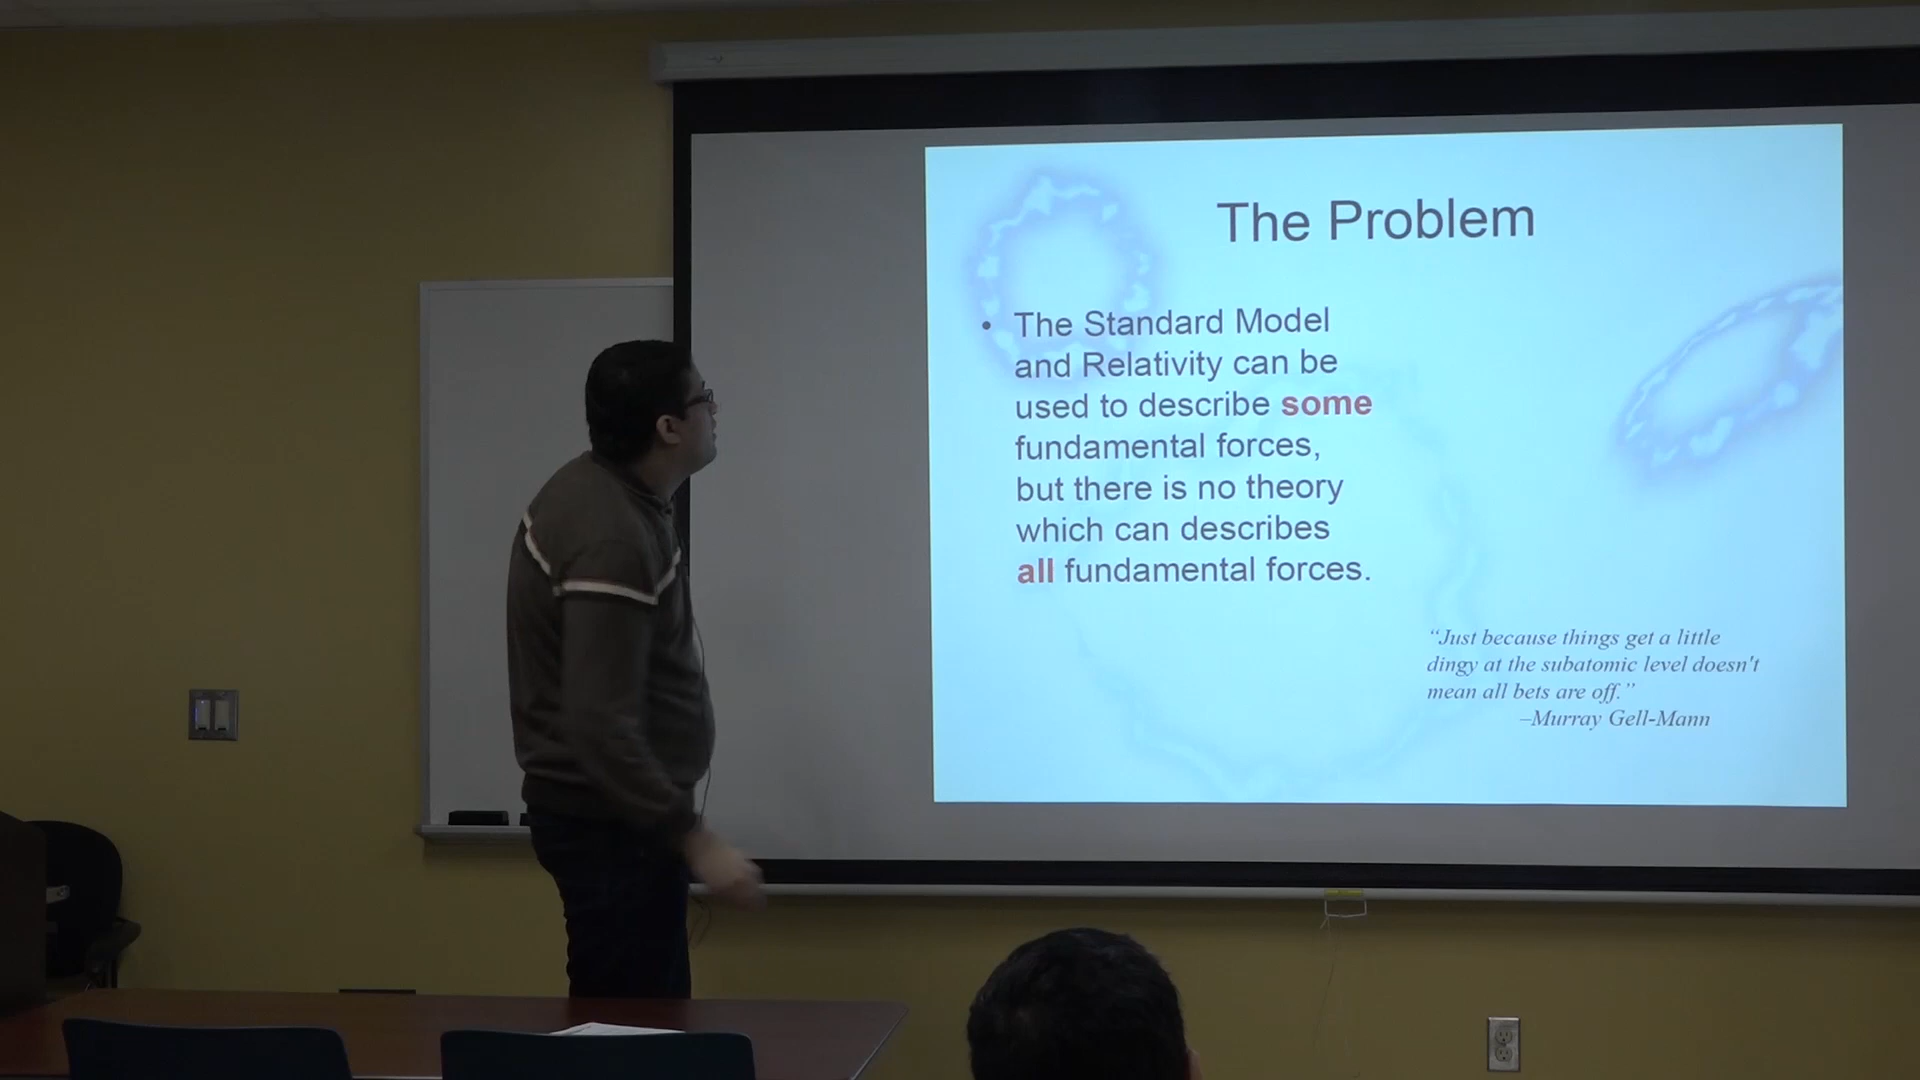 The Problem
• The Standard Model
and Relativity can be
used to describe some
fundamental forces,
but there is no theory
which can describes
all fundamental forces.
“Just because things get a little
dingy at the subatomic level doesn't
mean all bets are off.”
–Murray Gell-Mann